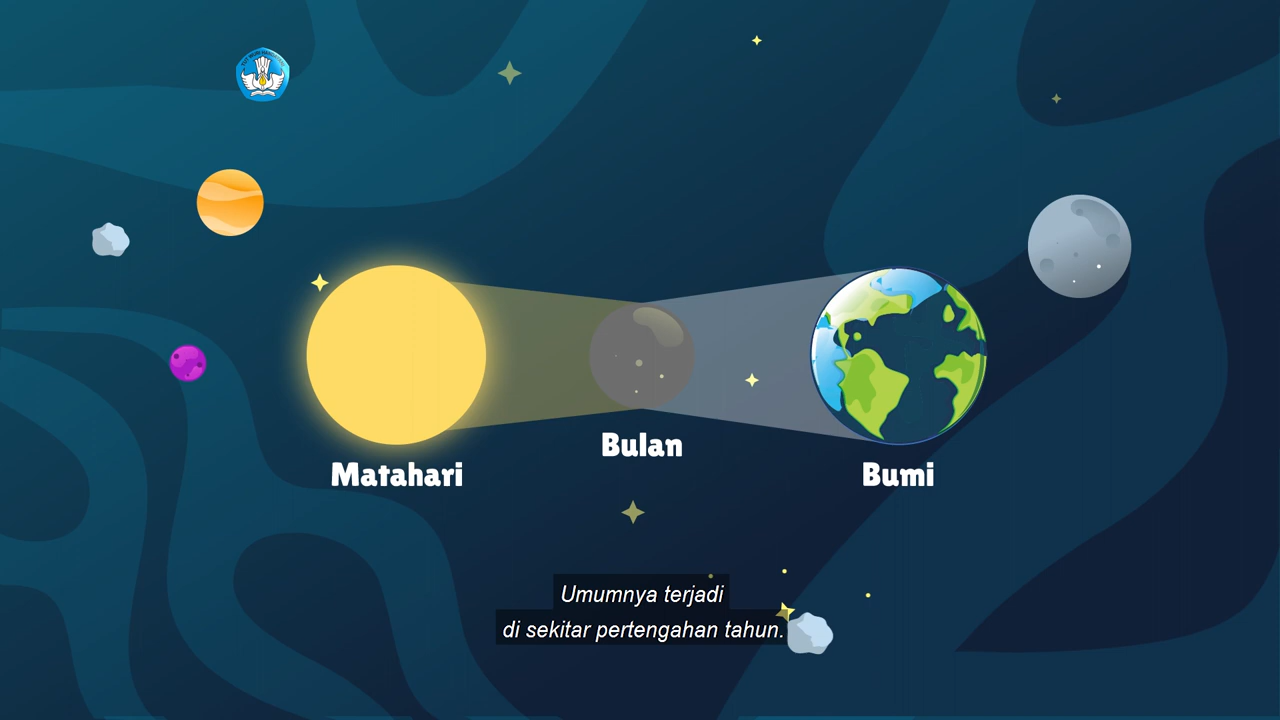 Bulan
Matahari
Bumi
Umumnya terjadi
di sekitar pertengahan tahun.